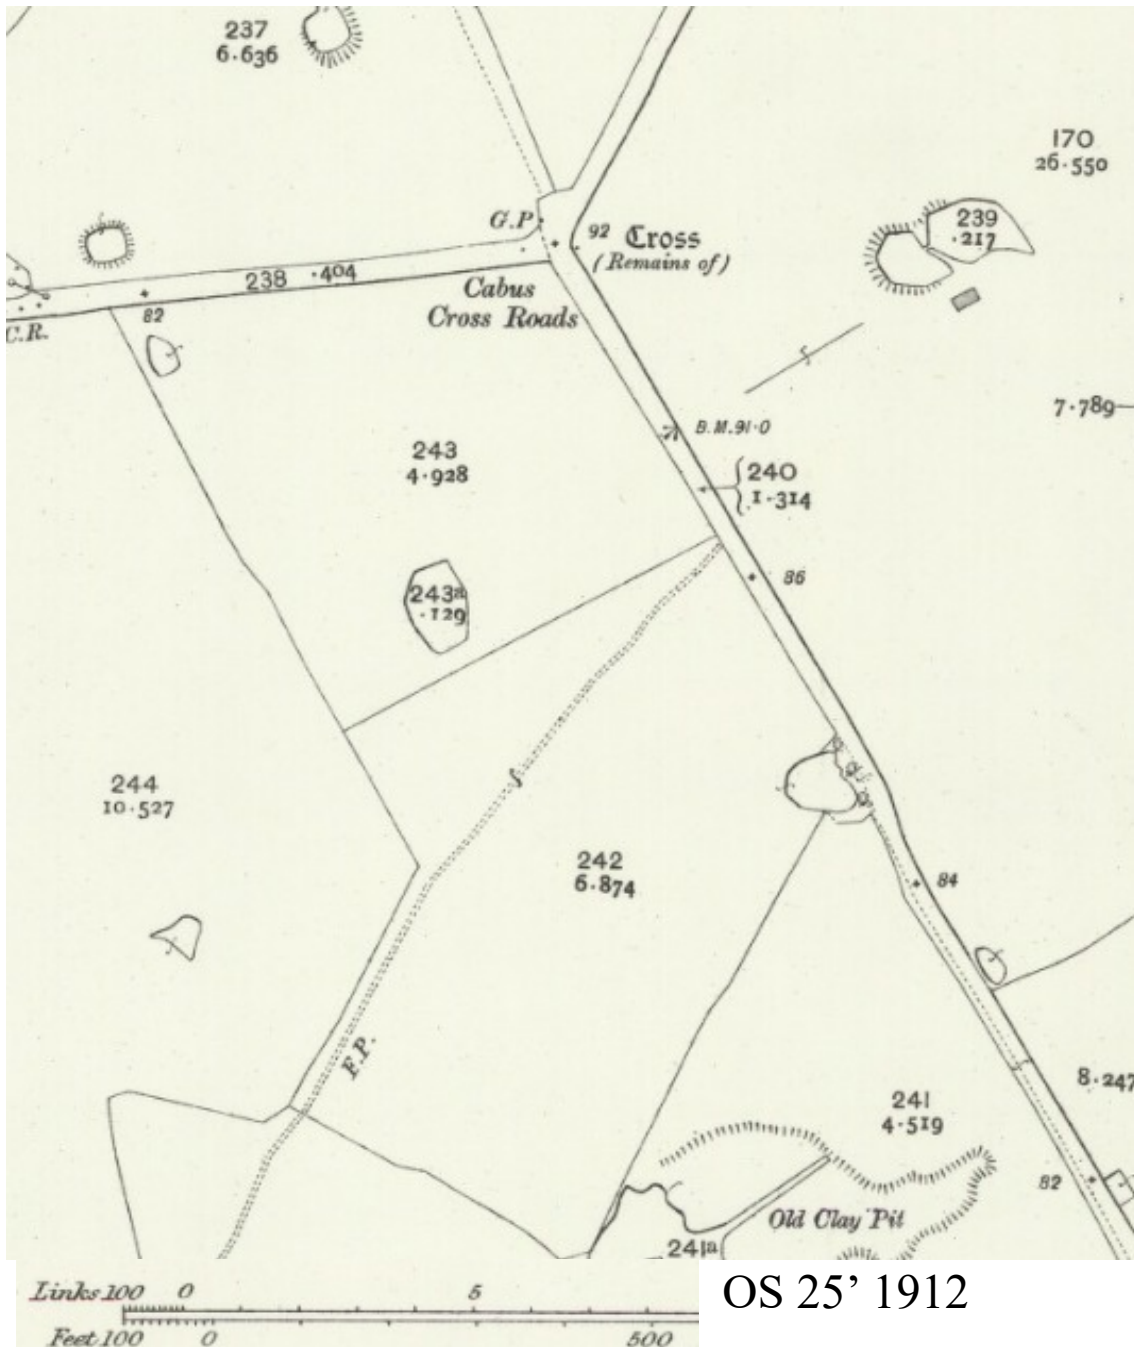 237
6·636
170
26·550
G.P
92 Cross
(Remains of)
239
·217
238 ·404
Cabus
Cross Roads
82
C.R.
7·789
B.M.91·0
243
4·928
240
1·314
86
243a
·129
244
10·527
242
6·874
84
F.P.
8·247
241
4·519
82
Old Clay Pit
241a
Links 100 0 5
Feet 100 0 500
OS 25’ 1912